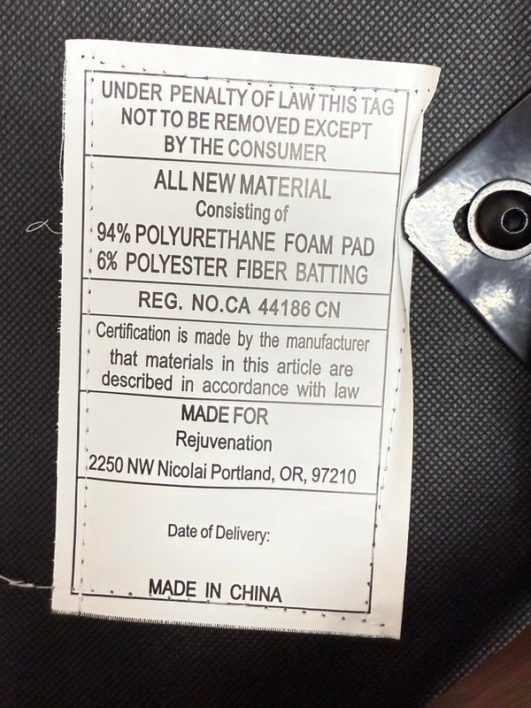 UNDER PENALTY OF LAW THIS TAG
NOT TO BE REMOVED EXCEPT
BY THE CONSUMER
ALL NEW MATERIAL
Consisting of
94% POLYURETHANE FOAM PAD
6% POLYESTER FIBER BATTING
REG. NO.CA 44186 CN
Certification is made by the manufacturer
that materials in this article are
described in accordance with law
MADE FOR
Rejuvenation
2250 NW Nicolai Portland, OR, 97210
Date of Delivery:
MADE IN CHINA